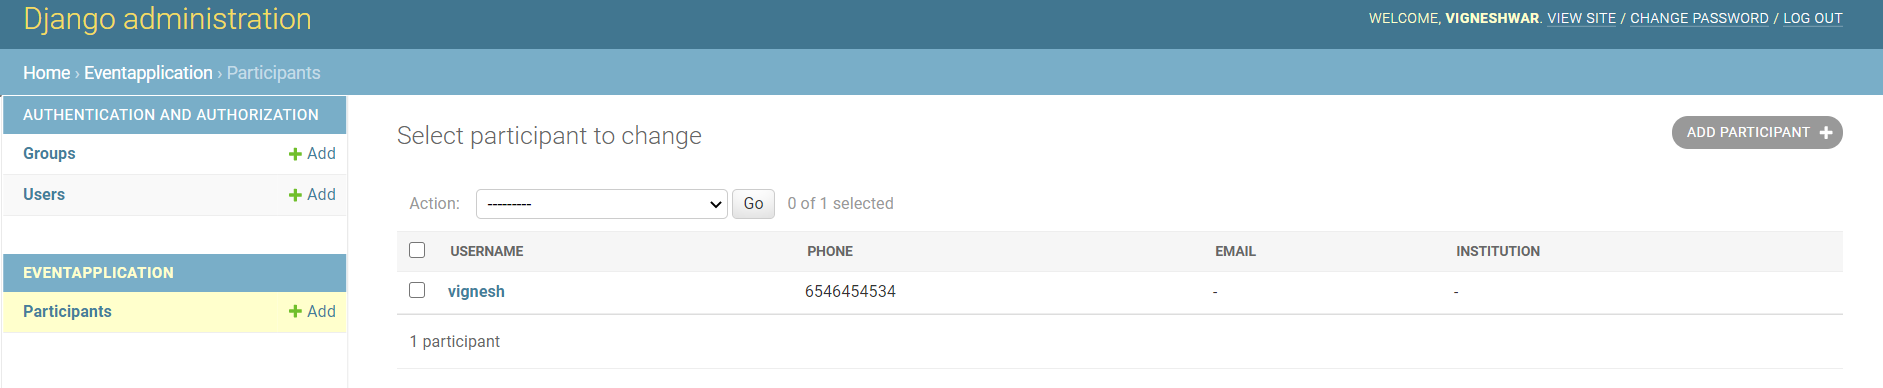 Django administration
WELCOME, VIGNESHWAR. VIEW SITE / CHANGE PASSWORD / LOG OUT
Home › Eventapplication › Participants
AUTHENTICATION AND AUTHORIZATION
Groups + Add
Users + Add
EVENTAPPLICATION
Participants + Add
Select participant to change
ADD PARTICIPANT +
Action: --------- Go 0 of 1 selected
USERNAME PHONE EMAIL INSTITUTION
vignesh 6546454534 - -
1 participant